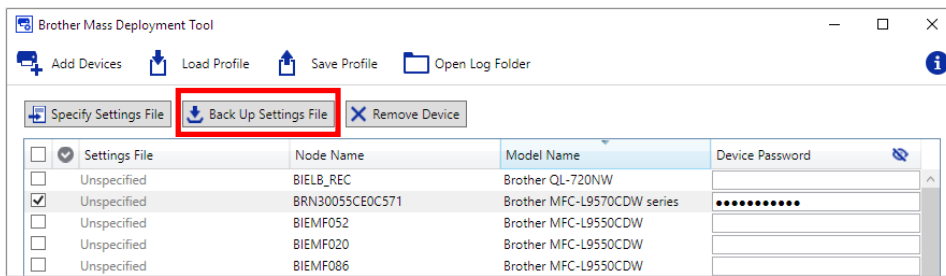 Brother Mass Deployment Tool
Add Devices Load Profile Save Profile Open Log Folder
Specify Settings File Back Up Settings File Remove Device
Settings File Node Name Model Name Device Password
Unspecified BIELB_REC Brother QL-720NW
Unspecified BRN30055CE0C571 Brother MFC-L9570CDW series •••••••••••
Unspecified BIEMF052 Brother MFC-L9550CDW
Unspecified BIEMF020 Brother MFC-L9550CDW
Unspecified BIEMF086 Brother MFC-L9550CDW